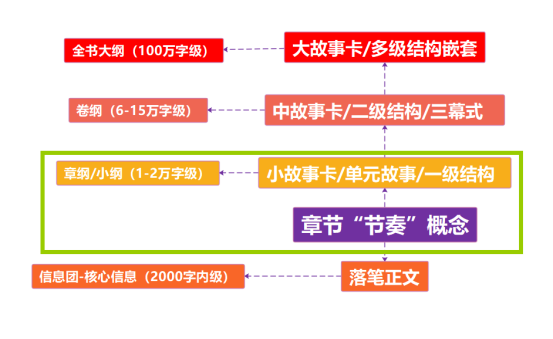 全书大纲（100万字级）
大故事卡/多级结构嵌套
卷纲（6-15万字级）
中故事卡/二级结构/三幕式
章纲/小纲（1-2万字级）
小故事卡/单元故事/一级结构
章节“节奏”概念
信息团-核心信息（2000字内级）
落笔正文